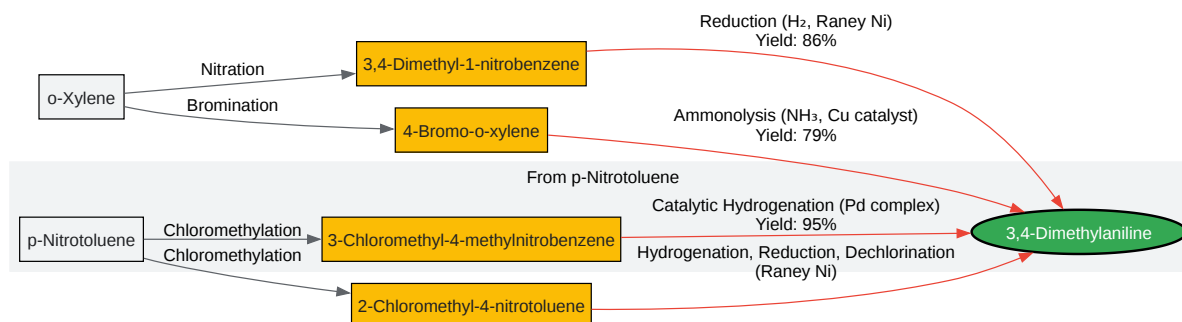 Reduction (H₂, Raney Ni)
Yield: 86%
Nitration
3,4-Dimethyl-1-nitrobenzene
o-Xylene
Bromination
4-Bromo-o-xylene
Ammonolysis (NH₃, Cu catalyst)
Yield: 79%
From p-Nitrotoluene
p-Nitrotoluene
Chloromethylation
Chloromethylation
3-Chloromethyl-4-methylnitrobenzene
Catalytic Hydrogenation (Pd complex)
Yield: 95%
3,4-Dimethylaniline
Hydrogenation, Reduction, Dechlorination
(Raney Ni)
2-Chloromethyl-4-nitrotoluene